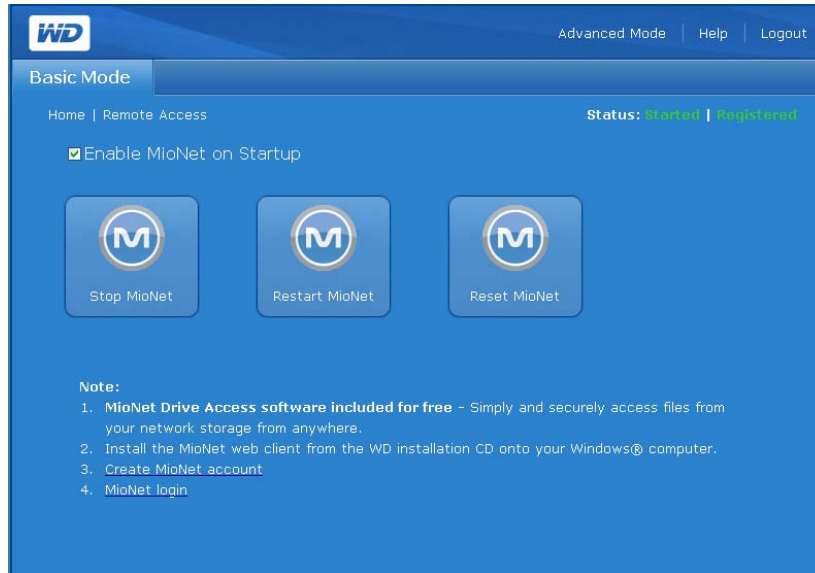 WD
Advanced Mode | Help | Logout
Basic Mode
Home | Remote Access
Status: Started | Registered
Enable MioNet on Startup
M
M
M
Stop MioNet
Restart MioNet
Reset MioNet
Note:
1. MioNet Drive Access software included for free – Simply and securely access files from
your network storage from anywhere.
2. Install the MioNet web client from the WD installation CD onto your Windows® computer.
3. Create MioNet account
4. MioNet login